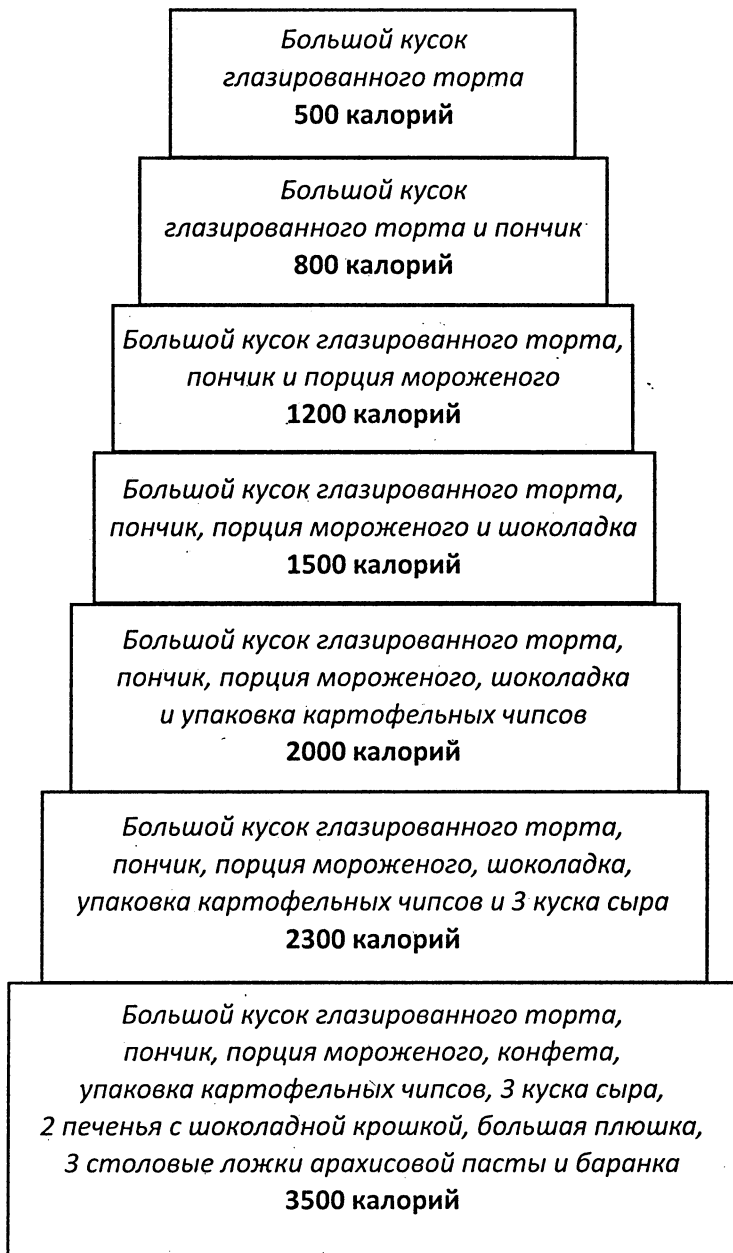 Большой кусок
глазированного торта
500 калорий
Большой кусок
глазированного торта и пончик
800 калорий
Большой кусок глазированного торта,
пончик и порция мороженого
1200 калорий
Большой кусок глазированного торта,
пончик, порция мороженого и шоколадка
1500 калорий
Большой кусок глазированного торта,
пончик, порция мороженого, шоколадка
и упаковка картофельных чипсов
2000 калорий
Большой кусок глазированного торта,
пончик, порция мороженого, шоколадка,
упаковка картофельных чипсов и 3 куска сыра
2300 калорий
Большой кусок глазированного торта,
пончик, порция мороженого, конфета,
упаковка картофельных чипсов, 3 куска сыра,
2 печенья с шоколадной крошкой, большая плюшка,
3 столовые ложки арахисовой пасты и баранка
3500 калорий